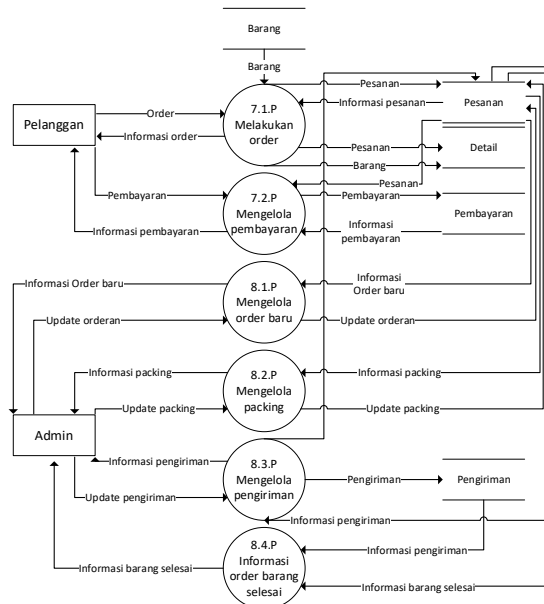 Barang
Barang
Pesanan
Informasi pesanan
Pesanan
Order
7.1.P
Melakukan
order
Pelanggan
Informasi order
Pesanan
Detail
Barang
Pesanan
Pembayaran
7.2.P
Mengelola
pembayaran
Pembayaran
Pembayaran
Informasi pembayaran
Informasi
pembayaran
Informasi Order baru
8.1.P
Mengelola
order baru
Informasi
Order baru
Update orderan
Update orderan
Informasi packing
8.2.P
Mengelola
packing
Informasi packing
Update packing
Update packing
Admin
Informasi pengiriman
8.3.P
Mengelola
pengiriman
Pengiriman
Pengiriman
Update pengiriman
Informasi pengiriman
8.4.P
Informasi
order barang
selesai
Informasi pengiriman
Informasi barang selesai
Informasi barang selesai